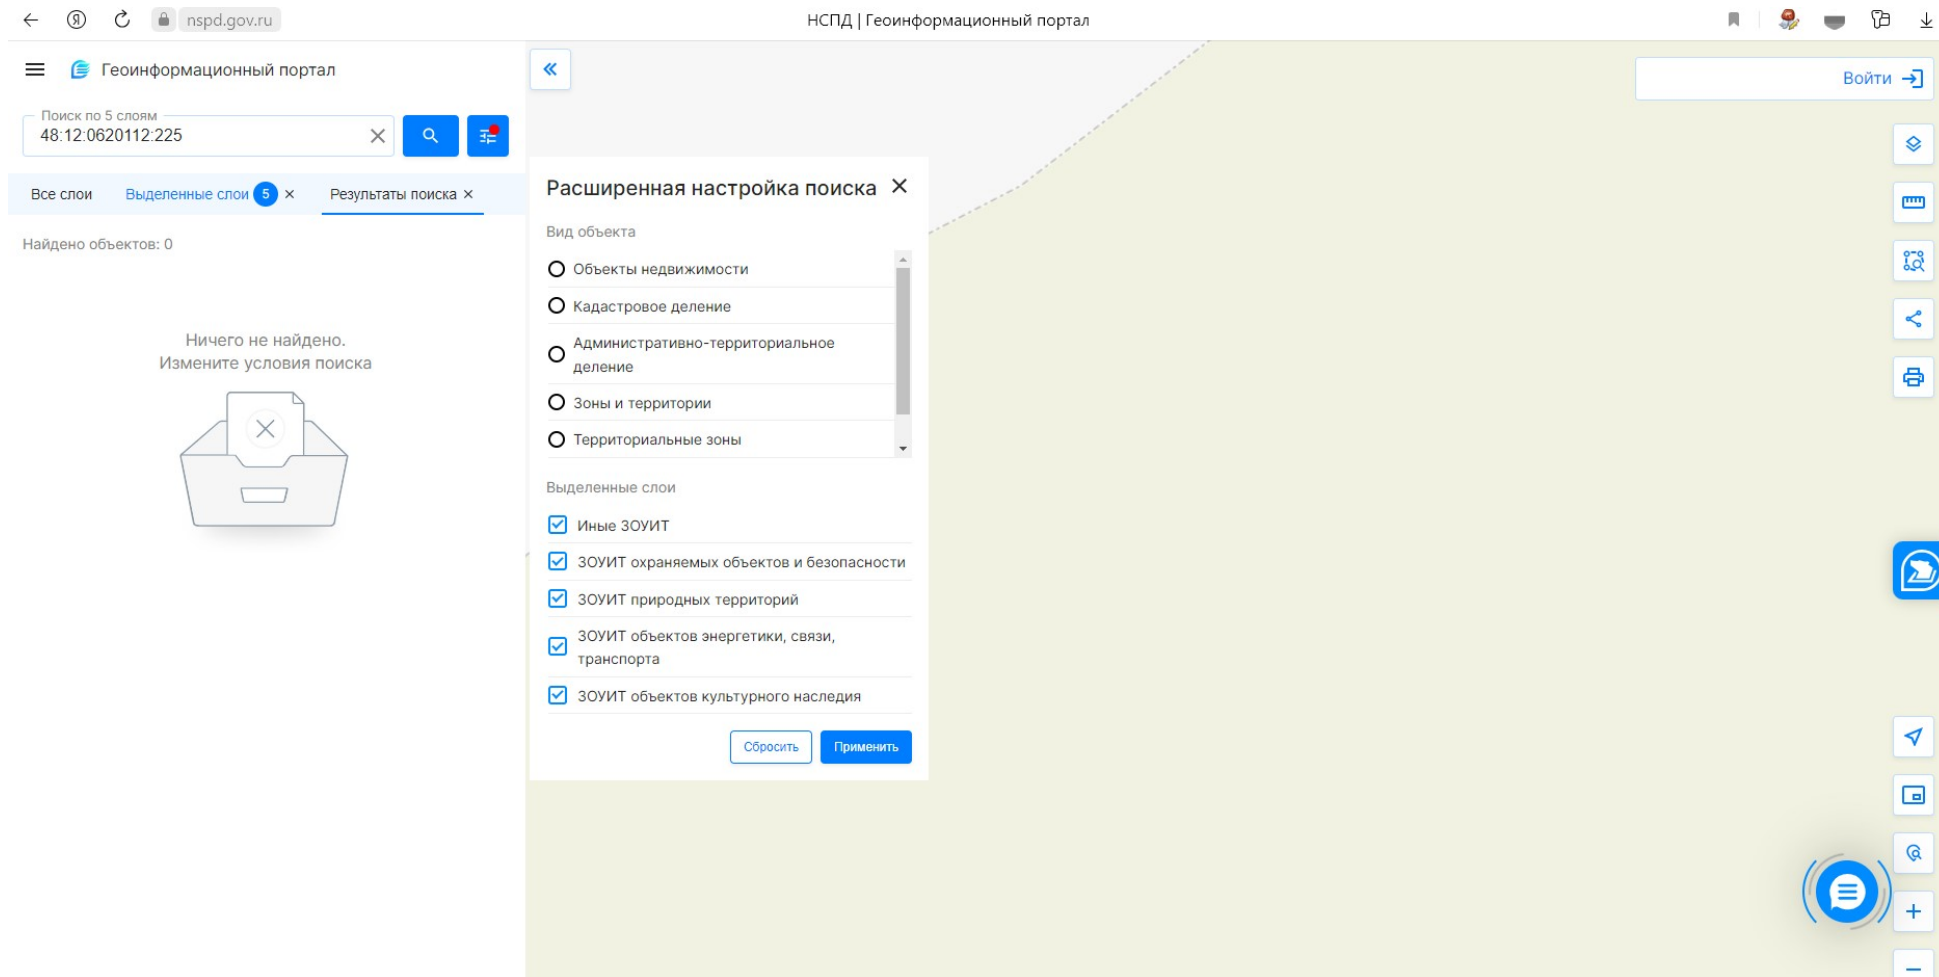 nspd.gov.ru
НСПД | Геоинформационный портал
Геоинформационный портал
Войти
Поиск по 5 слоям
48:12:0620112:225
Все слои
Выделенные слои 5
Результаты поиска
Найдено объектов: 0
Ничего не найдено.
Измените условия поиска
Расширенная настройка поиска
Вид объекта
Объекты недвижимости
Кадастровое деление
Административно-территориальное
деление
Зоны и территории
Территориальные зоны
Выделенные слои
Иные ЗОУИТ
ЗОУИТ охраняемых объектов и безопасности
ЗОУИТ природных территорий
ЗОУИТ объектов энергетики, связи,
транспорта
ЗОУИТ объектов культурного наследия
Сбросить
Применить